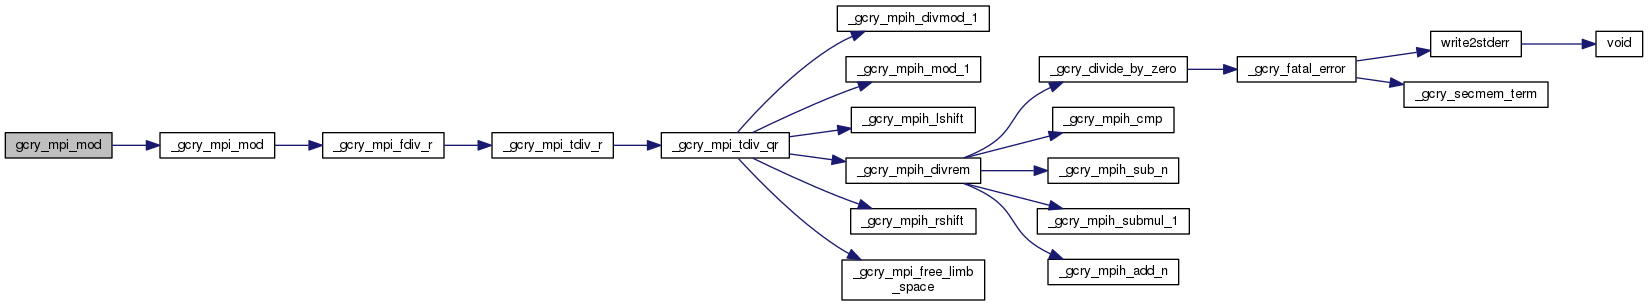 gcry_mpi_mod
_gcry_mpi_mod
_gcry_mpi_fdiv_r
_gcry_mpi_tdiv_r
_gcry_mpi_tdiv_qr
_gcry_mpih_divmod_1
_gcry_mpih_mod_1
_gcry_mpih_lshift
_gcry_mpih_divrem
_gcry_mpih_rshift
_gcry_mpi_free_limb
_space
_gcry_divide_by_zero
_gcry_mpih_cmp
_gcry_mpih_sub_n
_gcry_mpih_submul_1
_gcry_mpih_add_n
_gcry_fatal_error
write2stderr
_gcry_secmem_term
void